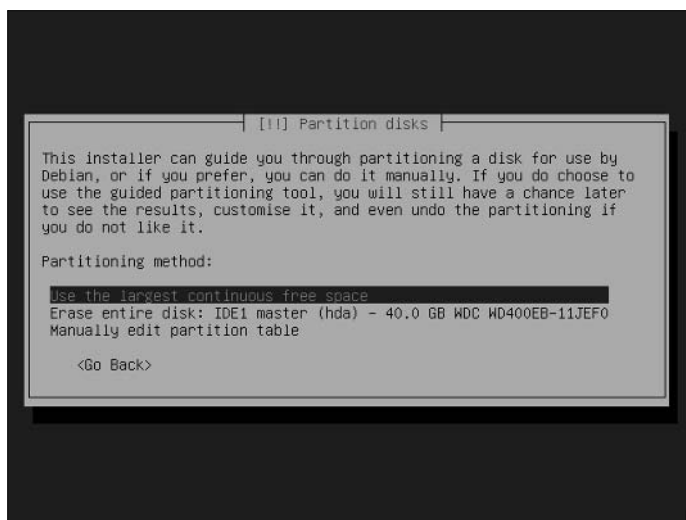 [!!] Partition disks
This installer can guide you through partitioning a disk for use by
Debian, or if you prefer, you can do it manually. If you do choose to
use the guided partitioning tool, you will still have a chance later
to see the results, customise it, and even undo the partitioning if
you do not like it.
Partitioning method:
Use the largest continuous free space
Erase entire disk: IDE1 master (hda) - 40.0 GB WDC WD400EB-11JEF0
Manually edit partition table
<Go Back>